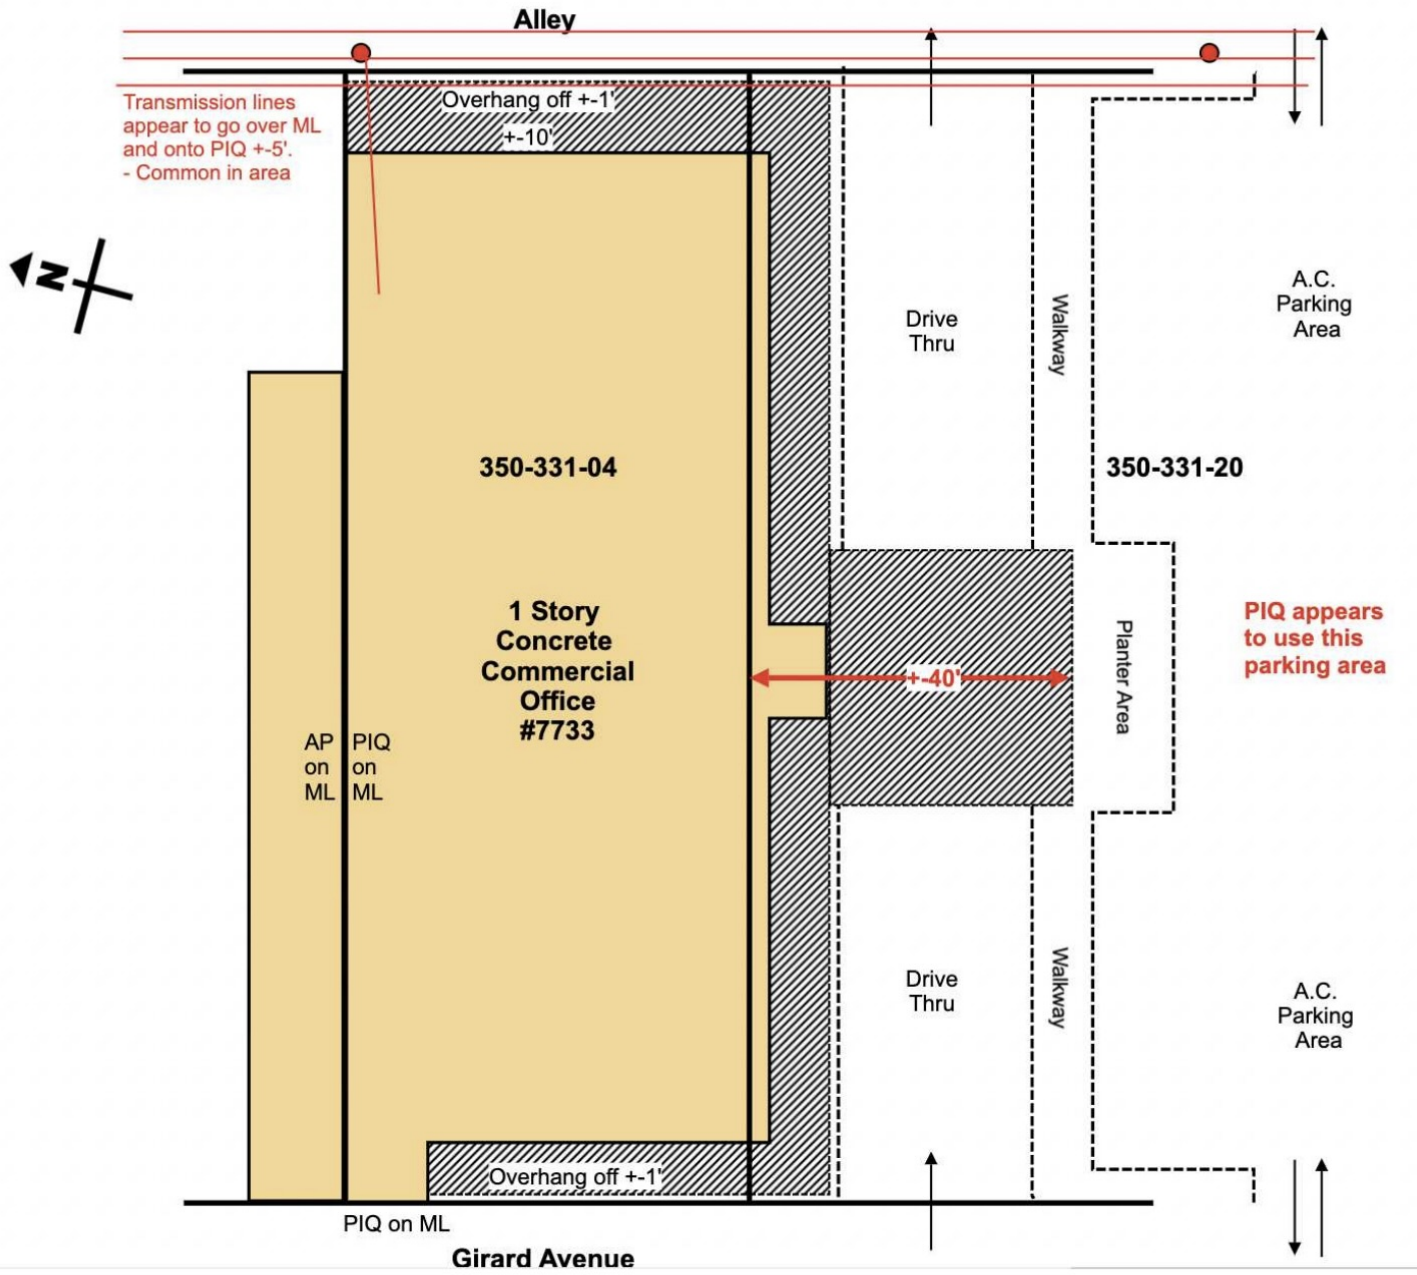 Alley
Overhang off +-1'
+-10'
Transmission lines
appear to go over ML
and onto PIQ +-5'.
- Common in area
N
A.C.
Parking
Area
Drive
Thru
Walkway
350-331-04
350-331-20
1 Story
Concrete
Commercial
Office
#7733
PIQ appears
to use this
parking area
+-40'
Planter Area
AP
on
ML
PIQ
on
ML
Drive
Thru
Walkway
A.C.
Parking
Area
Overhang off +-1'
PIQ on ML
Girard Avenue